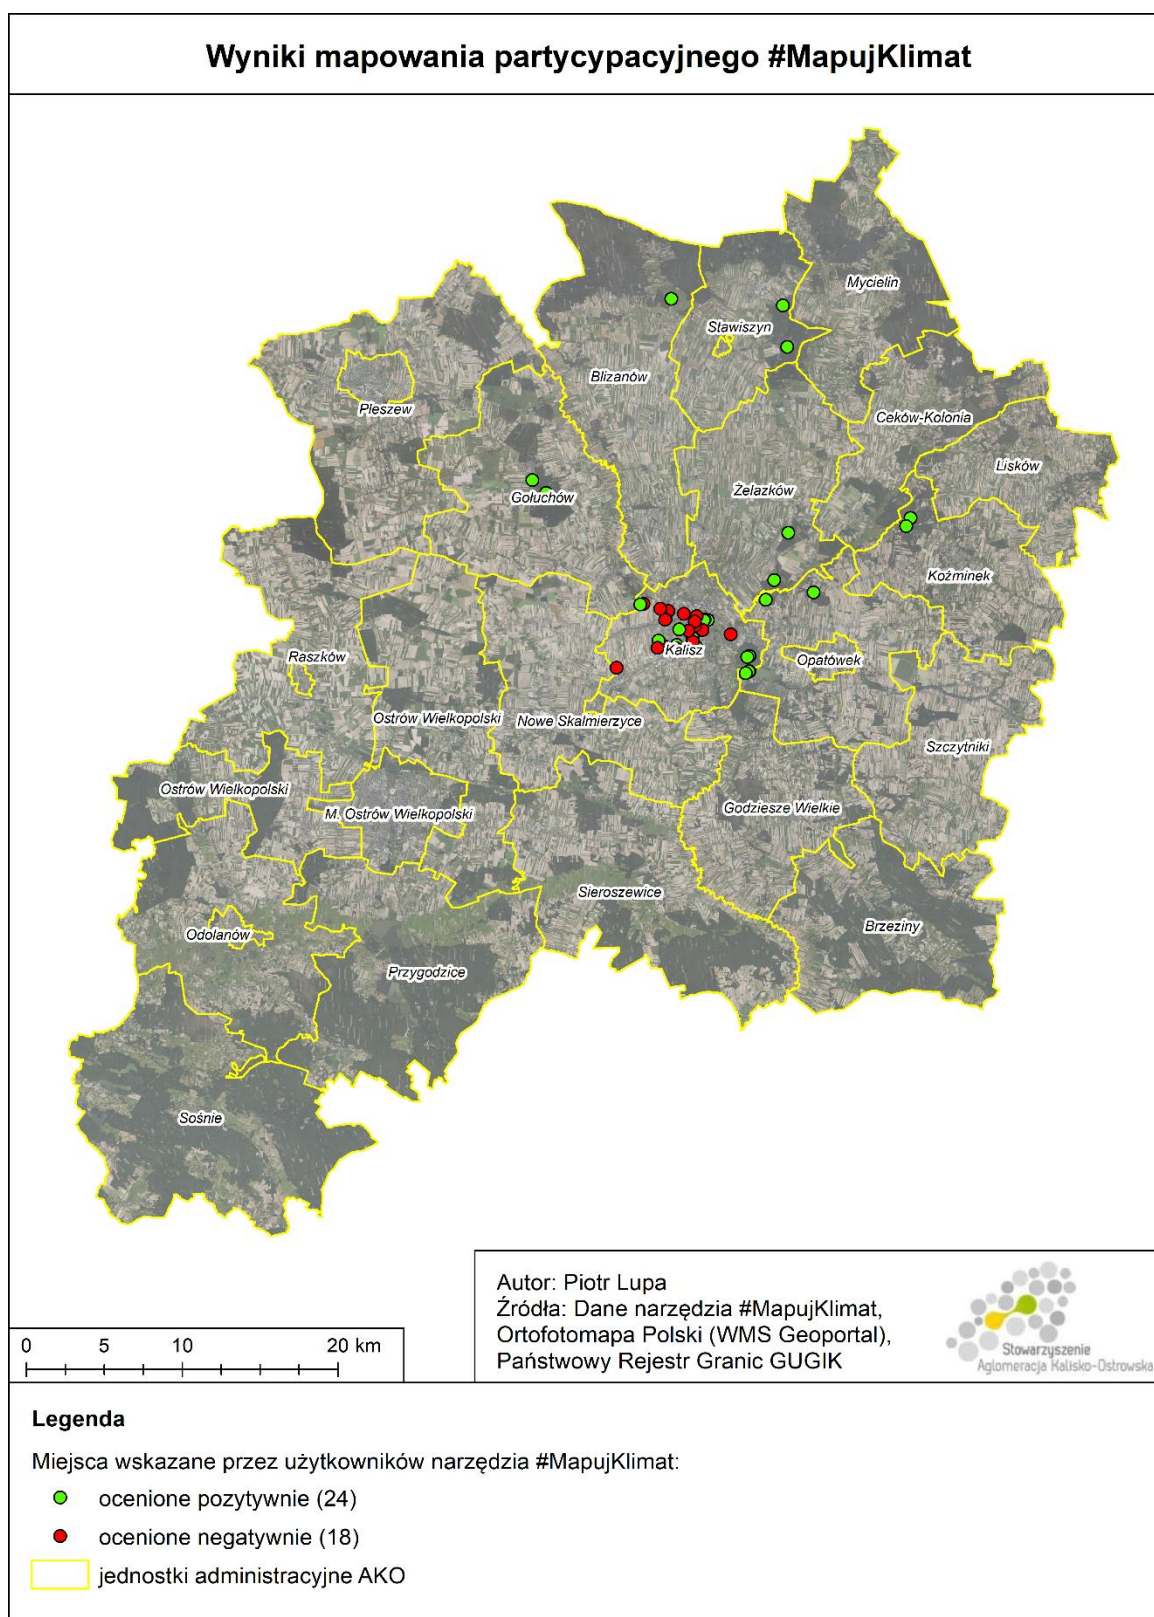 Wyniki mapowania partycypacyjnego #MapujKlimat
Mycielin
Stawiszyn
Blizanów
Pleszew
Ceków-Kolonia
Lisków
Żelazków
Gołuchów
Koźminek
Kalisz
Opatówek
Raszków
Ostrów Wielkopolski
Nowe Skalmierzyce
Szczytniki
Ostrów Wielkopolski
M. Ostrów Wielkopolski
Godziesze Wielkie
Sieroszewice
Brzeziny
Odolanów
Przygodzice
Sośnie
Autor: Piotr Lupa
Źródła: Dane narzędzia #MapujKlimat,
Ortofotomapa Polski (WMS Geoportal),
Państwowy Rejestr Granic GUGIK
Stowarzyszenie
Aglomeracja Kalisko-Ostrowska
0 5 10 20 km
Legenda
Miejsca wskazane przez użytkowników narzędzia #MapujKlimat:
ocenione pozytywnie (24)
ocenione negatywnie (18)
jednostki administracyjne AKO